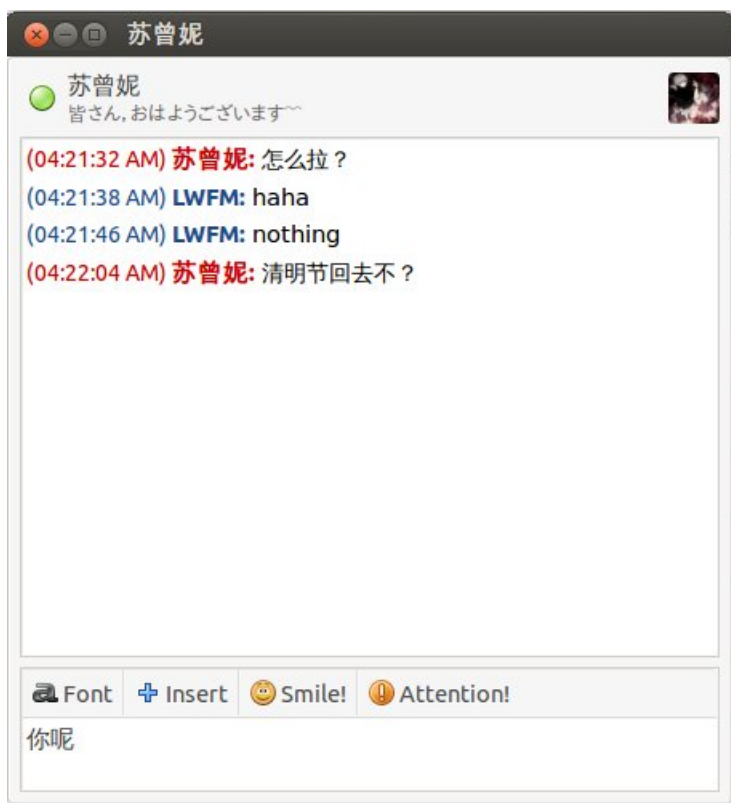 苏曾妮
苏曾妮
皆さん,おはようございます^^
(04:21:32 AM) 苏曾妮: 怎么拉？
(04:21:38 AM) LWFM: haha
(04:21:46 AM) LWFM: nothing
(04:22:04 AM) 苏曾妮: 清明节回去不？
Font Insert Smile! Attention!
你呢